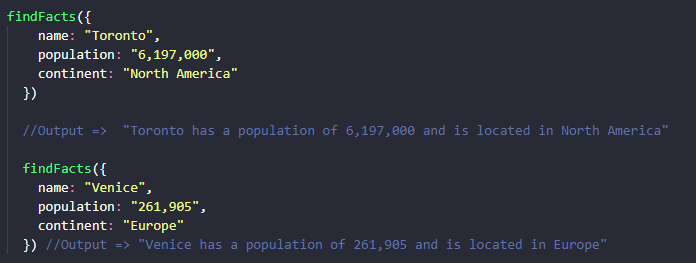 findFacts({
name: "Toronto",
population: "6,197,000",
continent: "North America"
})
//Output =>  "Toronto has a population of 6,197,000 and is located in North America"
findFacts({
name: "Venice",
population: "261,905",
continent: "Europe"
}) //Output => "Venice has a population of 261,905 and is located in Europe"